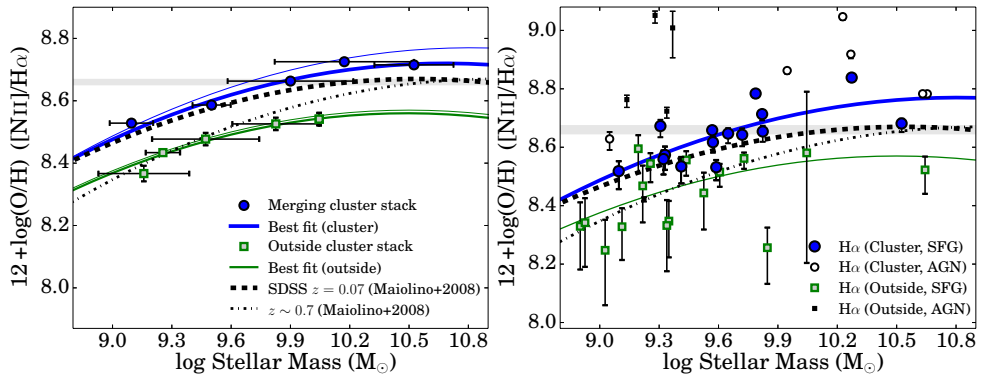 12+log(O/H) ([NII]/Hα)
8.8
8.6
8.4
8.2
8.0
9.0 9.3 9.6 9.9 10.2 10.5 10.8
log Stellar Mass (M⊙)
Merging cluster stack
Best fit (cluster)
Outside cluster stack
Best fit (outside)
SDSS z = 0.07 (Maiolino+2008)
z ∼ 0.7 (Maiolino+2008)
12+log(O/H) ([NII]/Hα)
9.0
8.8
8.6
8.4
8.2
8.0
9.0 9.3 9.6 9.9 10.2 10.5 10.8
log Stellar Mass (M⊙)
Hα (Cluster, SFG)
Hα (Cluster, AGN)
Hα (Outside, SFG)
Hα (Outside, AGN)